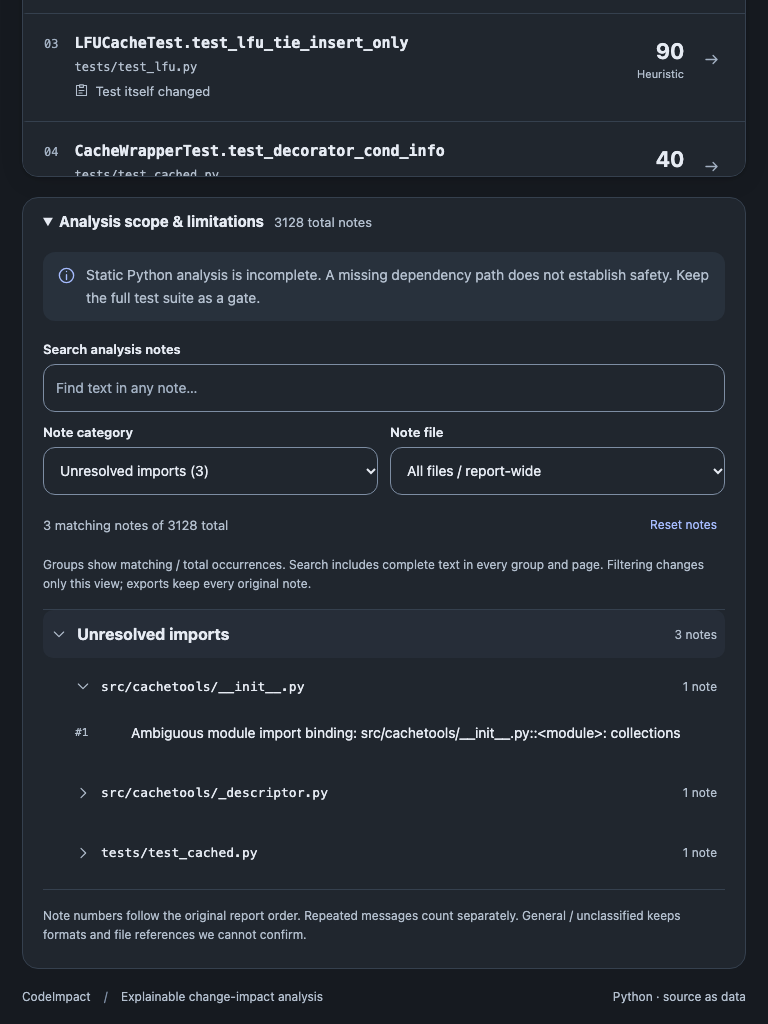 03 LFUCacheTest.test_lfu_tie_insert_only 90
tests/test_lfu.py Heuristic
Test itself changed
04 CacheWrapperTest.test_decorator_cond_info 40
tests/test_cached.py
Analysis scope & limitations 3128 total notes
Static Python analysis is incomplete. A missing dependency path does not establish safety. Keep
the full test suite as a gate.
Search analysis notes
Find text in any note...
Note category Note file
Unresolved imports (3) All files / report-wide
3 matching notes of 3128 total Reset notes
Groups show matching / total occurrences. Search includes complete text in every group and page. Filtering changes
only this view; exports keep every original note.
Unresolved imports 3 notes
src/cachetools/__init__.py 1 note
#1 Ambiguous module import binding: src/cachetools/__init__.py::<module>: collections
src/cachetools/_descriptor.py 1 note
tests/test_cached.py 1 note
Note numbers follow the original report order. Repeated messages count separately. General / unclassified keeps
formats and file references we cannot confirm.
CodeImpact / Explainable change-impact analysis Python · source as data